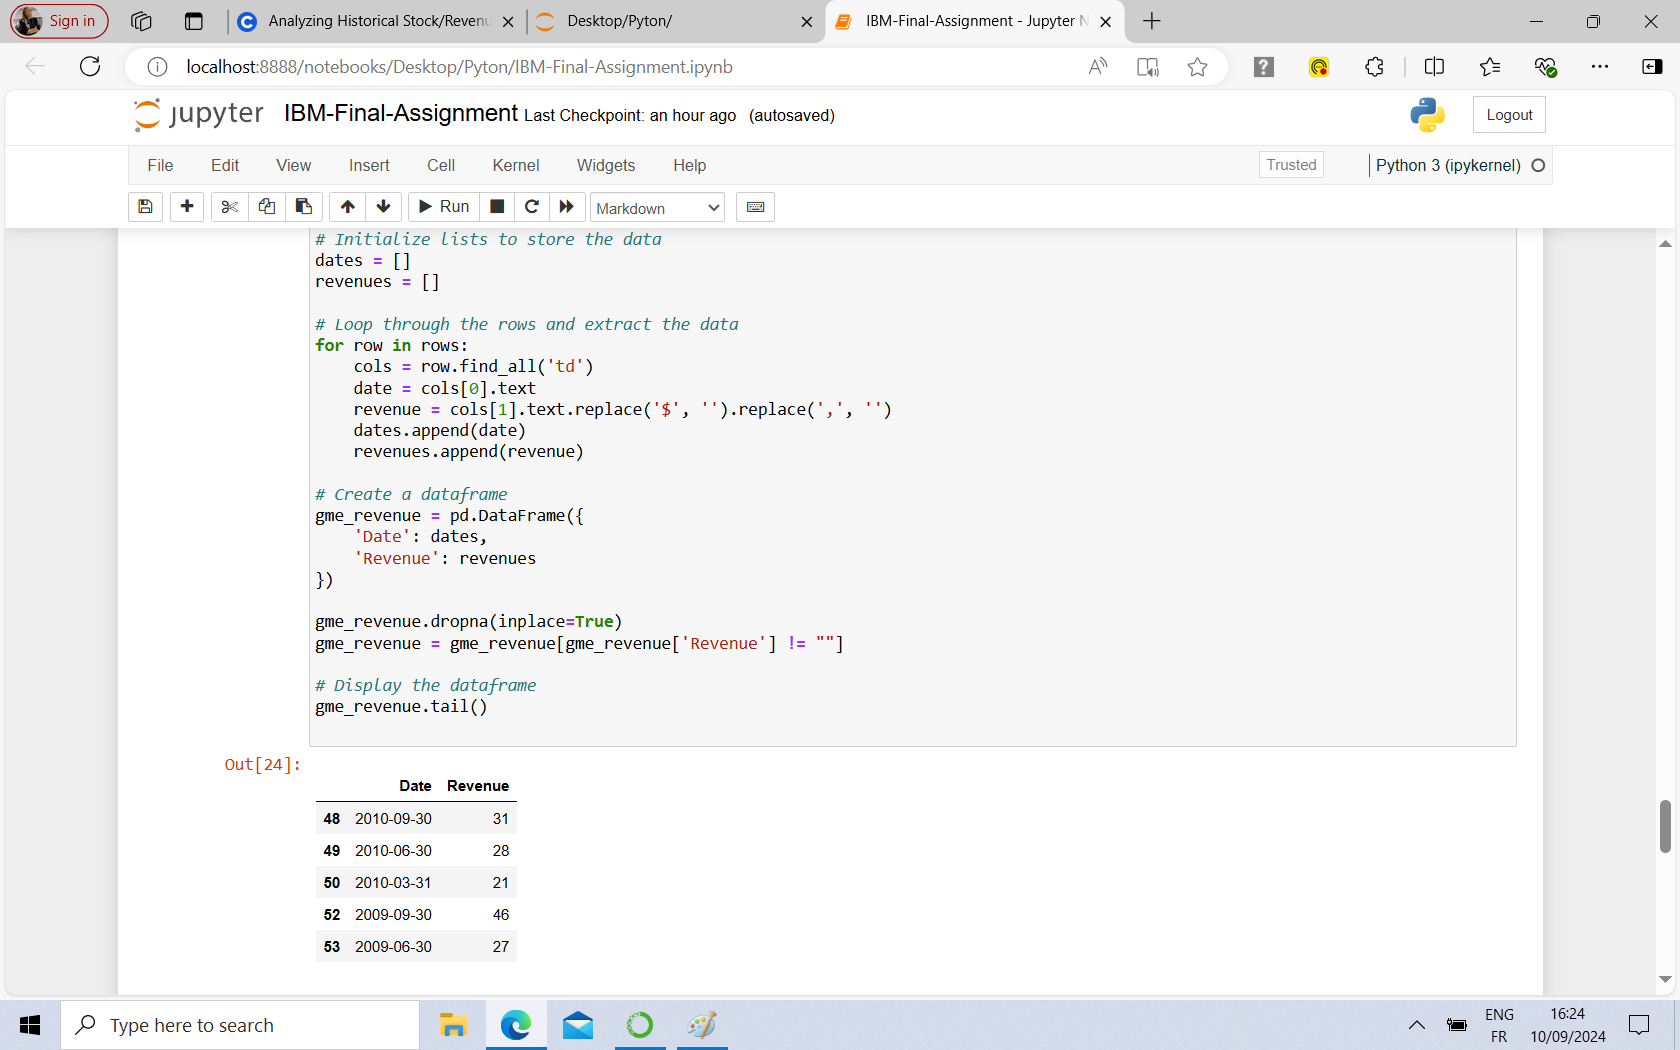 Sign in
Analyzing Historical Stock/Revenu
Desktop/Pyton/
IBM-Final-Assignment - Jupyter N
localhost:8888/notebooks/Desktop/Pyton/IBM-Final-Assignment.ipynb
jupyter IBM-Final-Assignment Last Checkpoint: an hour ago (autosaved)
Logout
File Edit View Insert Cell Kernel Widgets Help
Trusted
Python 3 (ipykernel)
Run
Markdown
# Initialize lists to store the data
dates = []
revenues = []
# Loop through the rows and extract the data
for row in rows:
    cols = row.find_all('td')
    date = cols[0].text
    revenue = cols[1].text.replace('$', '').replace(',', '')
    dates.append(date)
    revenues.append(revenue)
# Create a dataframe
gme_revenue = pd.DataFrame({
    'Date': dates,
    'Revenue': revenues
})
gme_revenue.dropna(inplace=True)
gme_revenue = gme_revenue[gme_revenue['Revenue'] != ""]
# Display the dataframe
gme_revenue.tail()
Out[24]:
Date Revenue
48 2010-09-30 31
49 2010-06-30 28
50 2010-03-31 21
52 2009-09-30 46
53 2009-06-30 27
Type here to search
ENG
FR
16:24
10/09/2024